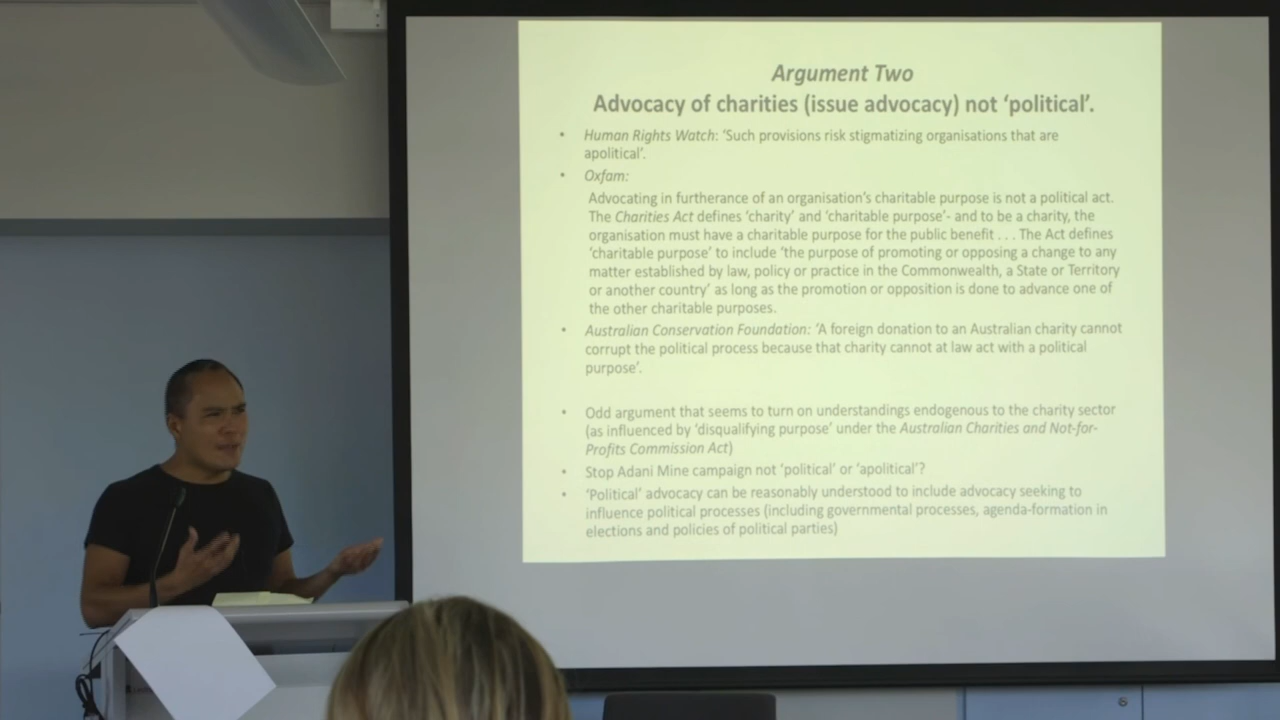 Argument Two
Advocacy of charities (issue advocacy) not ‘political’.
• Human Rights Watch: ‘Such provisions risk stigmatizing organisations that are
apolitical’.
• Oxfam:
Advocating in furtherance of an organisation’s charitable purpose is not a political act.
The Charities Act defines ‘charity’ and ‘charitable purpose’- and to be a charity, the
organisation must have a charitable purpose for the public benefit . . . The Act defines
‘charitable purpose’ to include ‘the purpose of promoting or opposing a change to any
matter established by law, policy or practice in the Commonwealth, a State or Territory
or another country’ as long as the promotion or opposition is done to advance one of
the other charitable purposes.
• Australian Conservation Foundation: ‘A foreign donation to an Australian charity cannot
corrupt the political process because that charity cannot at law act with a political
purpose’.
• Odd argument that seems to turn on understandings endogenous to the charity sector
(as influenced by ‘disqualifying purpose’ under the Australian Charities and Not-for-
Profits Commission Act)
• Stop Adani Mine campaign not ‘political’ or ‘apolitical’?
• ‘Political’ advocacy can be reasonably understood to include advocacy seeking to
influence political processes (including governmental processes, agenda-formation in
elections and policies of political parties)